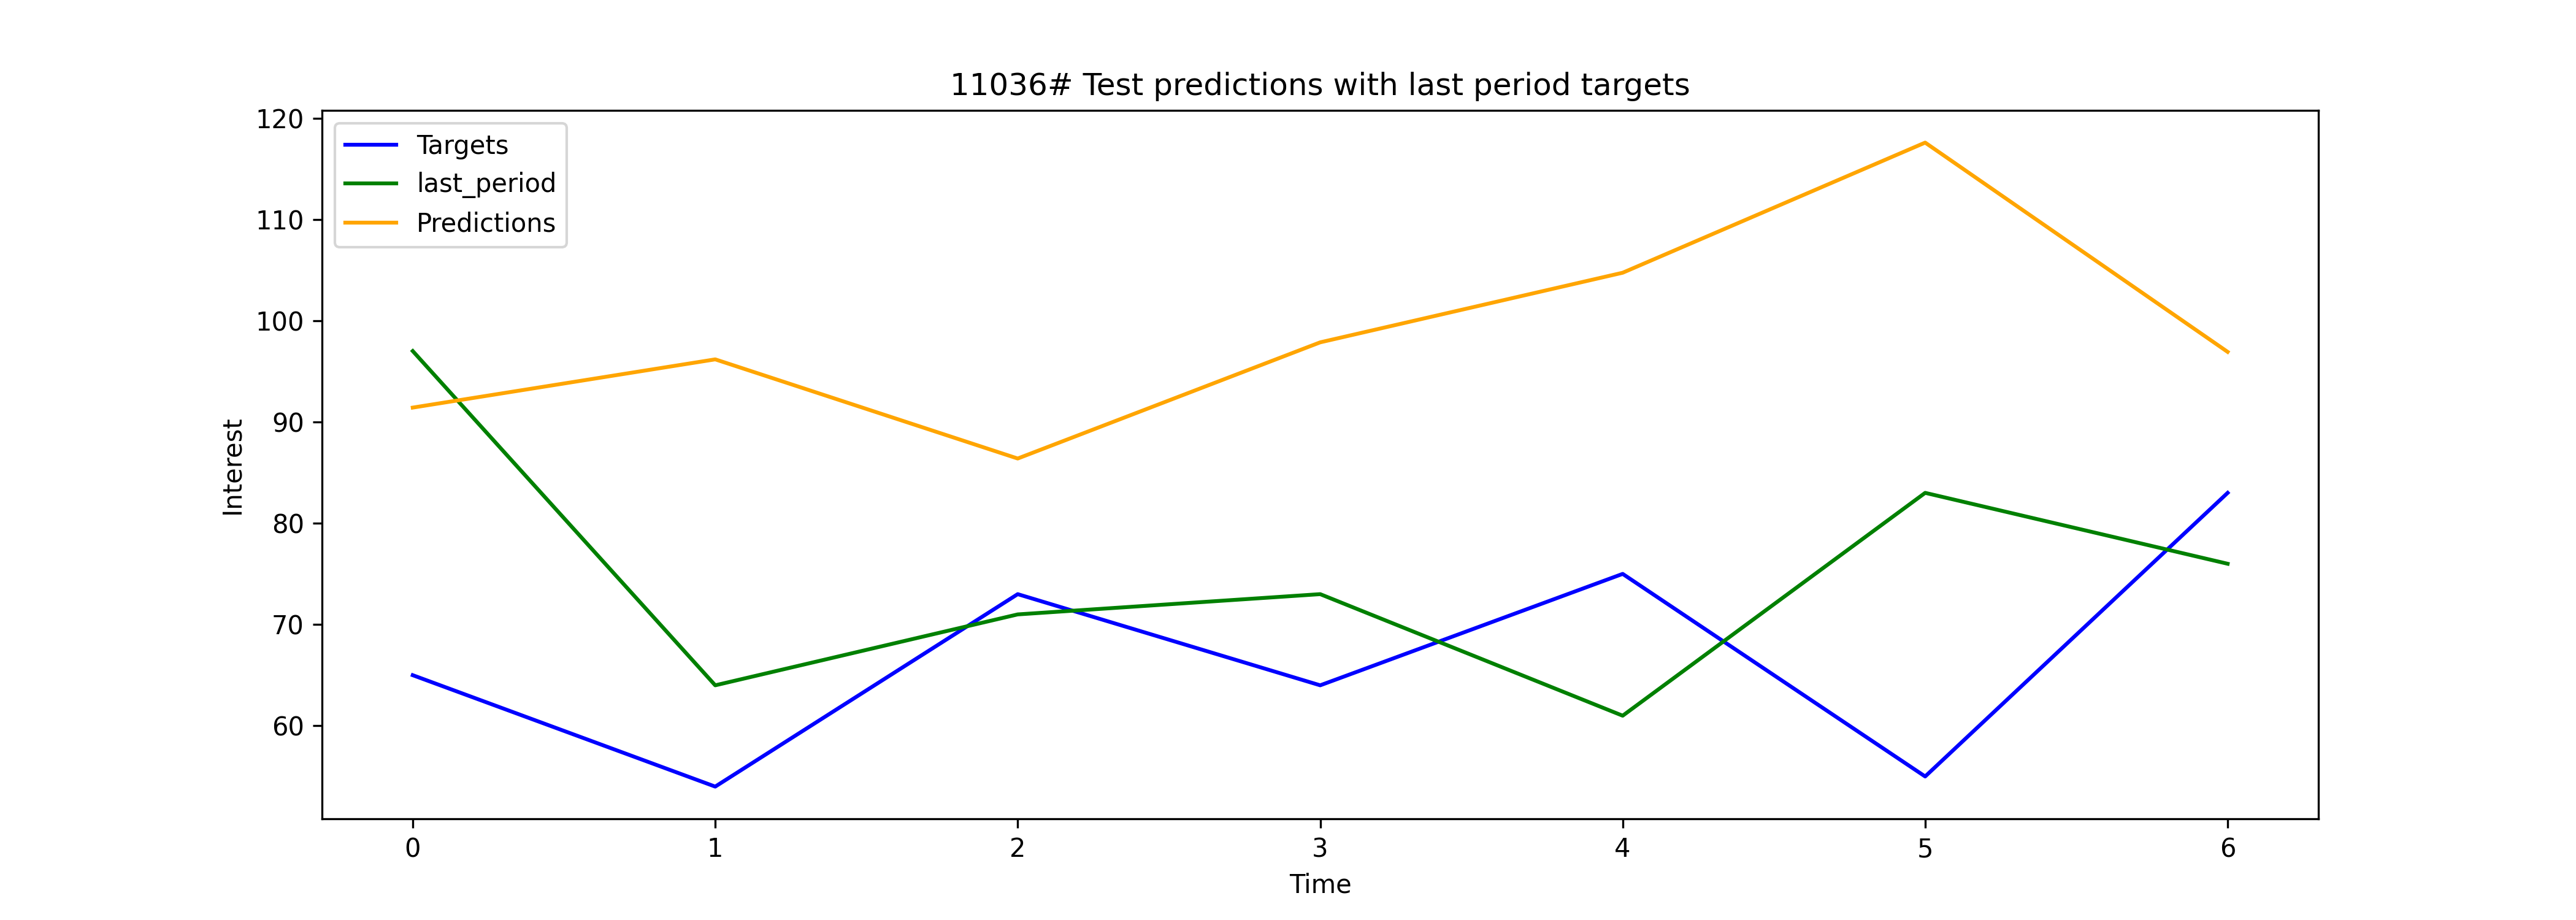 11036# Test predictions with last period targets
Targets
last_period
Predictions
120
110
100
90
80
70
60
Interest
0 1 2 3 4 5 6
Time